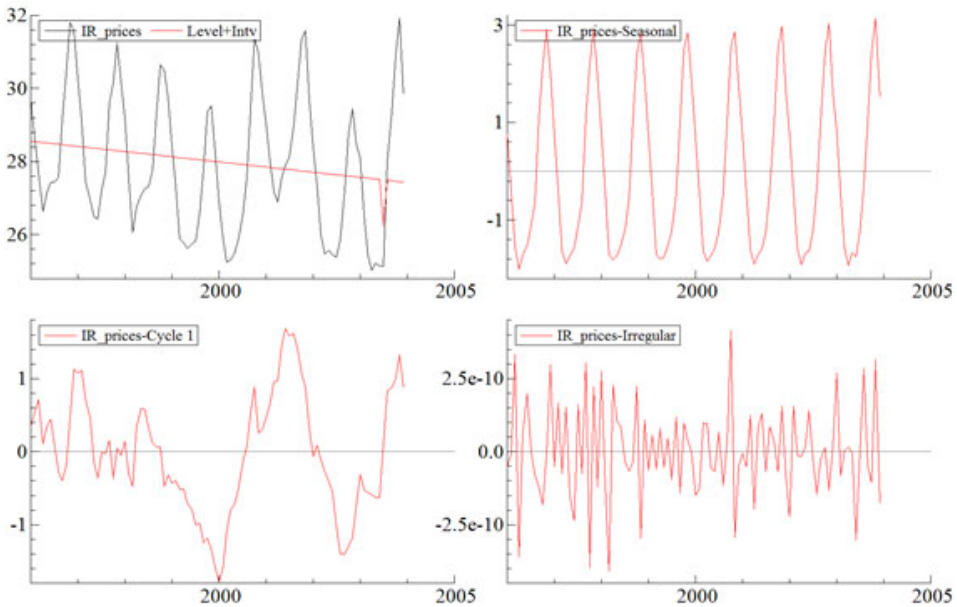 32
IR_prices Level+Intv
30
28
26
2000 2005
3
IR_prices-Seasonal
1
-1
2000 2005
IR_prices-Cycle 1
1
0
-1
2000 2005
IR_prices-Irregular
2.5e-10
0.0
-2.5e-10
2000 2005